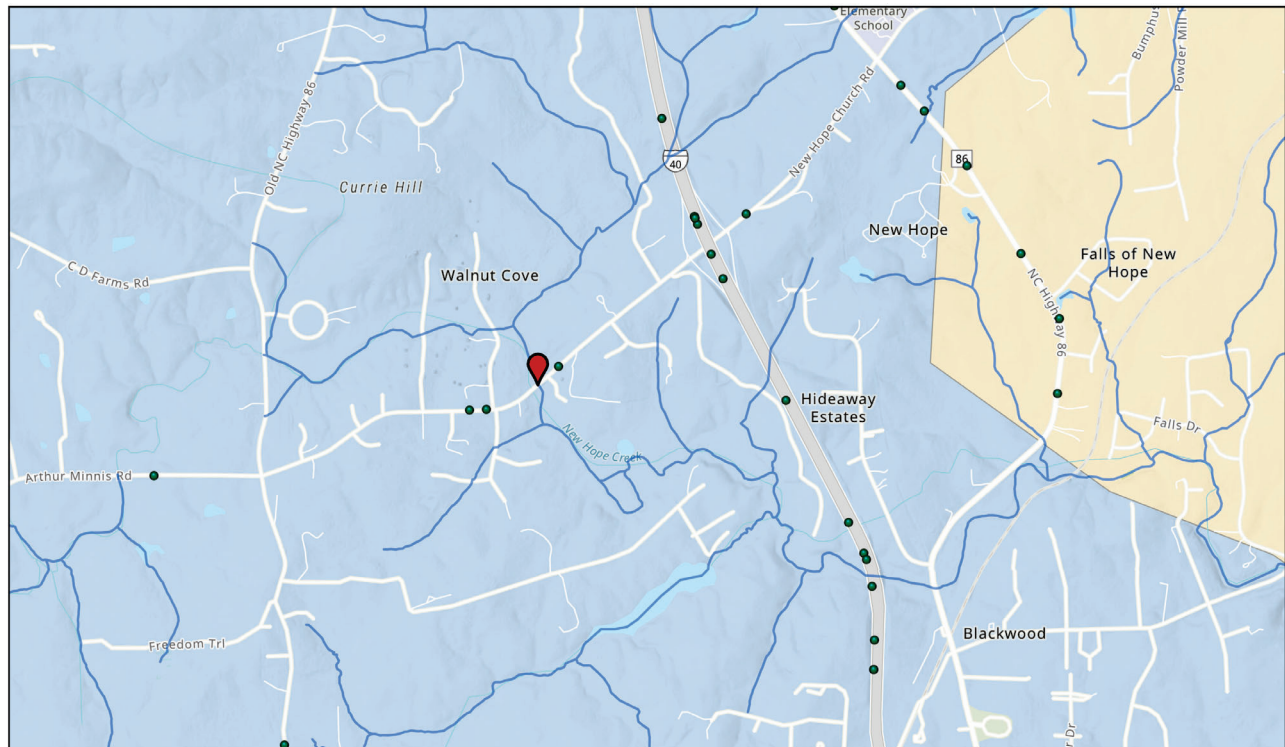 Elementary
School
Bumphus
Powder Mill R
New Hope Church Rd
Old NC Highway 86
40
86
Currie Hill
New Hope
Falls of New
Hope
C D Farms Rd
Walnut Cove
NC Highway 86
Hideaway
Estates
Falls Dr
New Hope Creek
Arthur Minnis Rd
Blackwood
Freedom Trl
r Dr